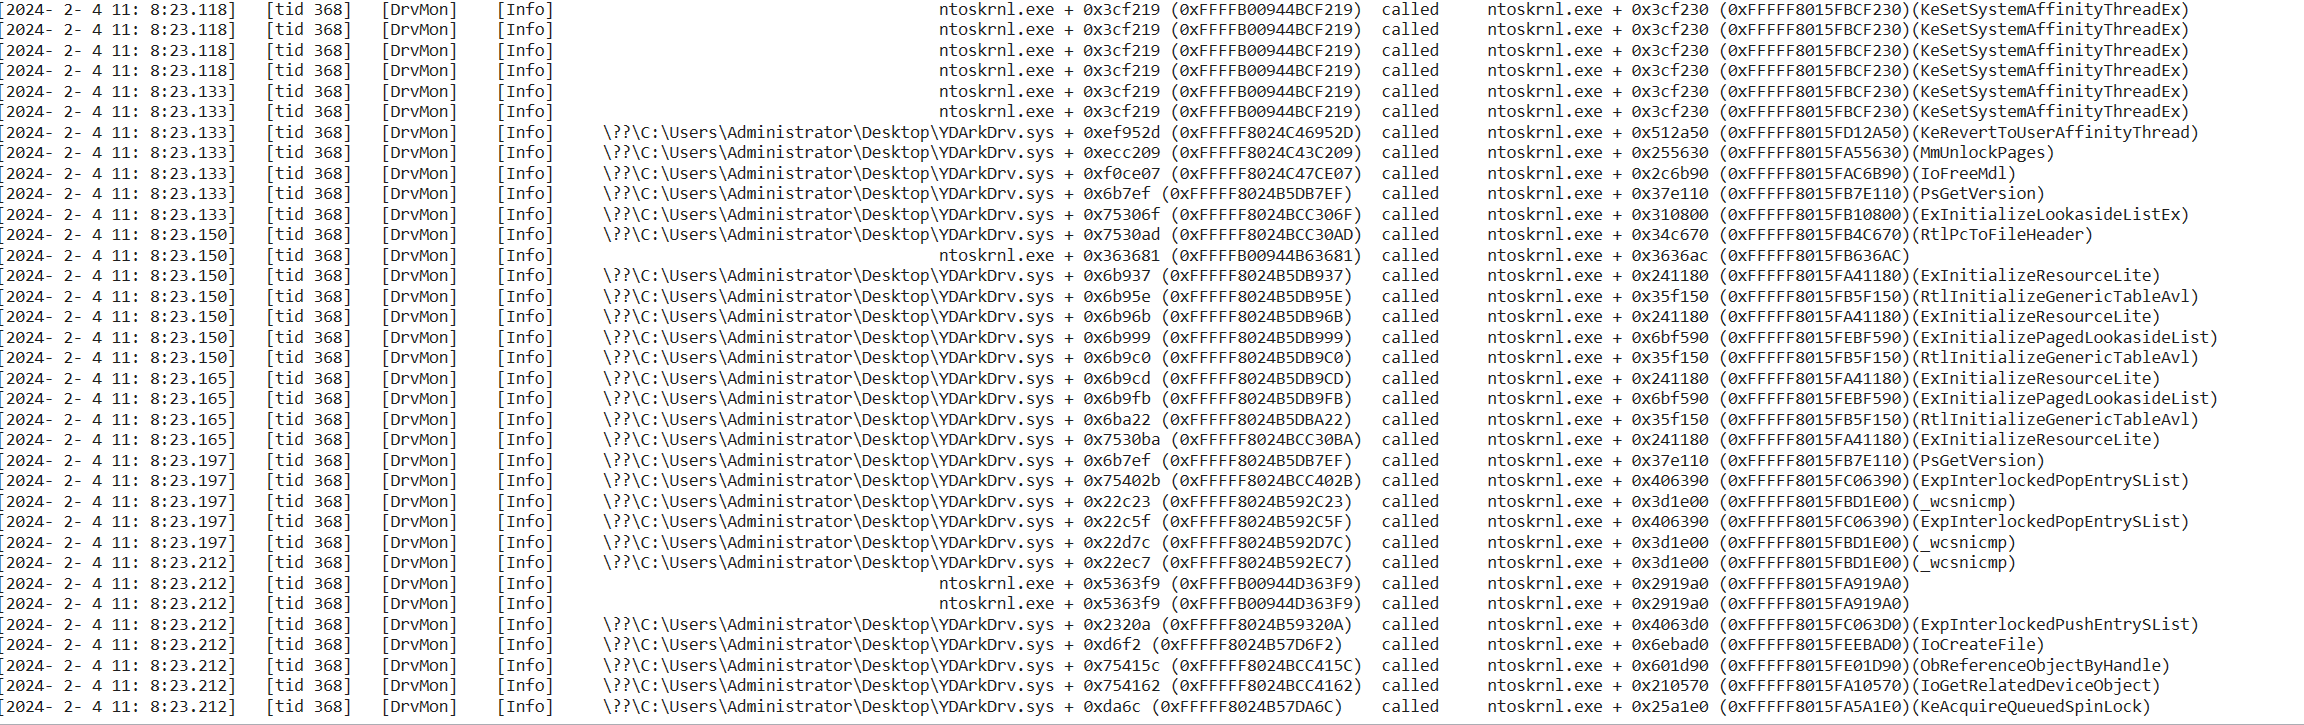 [2024- 2- 4 11: 8:23.118] [tid 368] [DrvMon] [Info] ntoskrnl.exe + 0x3cf219 (0xFFFFB00944BCF219) called ntoskrnl.exe + 0x3cf230 (0xFFFFF8015FBCF230)(KeSetSystemAffinityThreadEx)
[2024- 2- 4 11: 8:23.118] [tid 368] [DrvMon] [Info] ntoskrnl.exe + 0x3cf219 (0xFFFFB00944BCF219) called ntoskrnl.exe + 0x3cf230 (0xFFFFF8015FBCF230)(KeSetSystemAffinityThreadEx)
[2024- 2- 4 11: 8:23.118] [tid 368] [DrvMon] [Info] ntoskrnl.exe + 0x3cf219 (0xFFFFB00944BCF219) called ntoskrnl.exe + 0x3cf230 (0xFFFFF8015FBCF230)(KeSetSystemAffinityThreadEx)
[2024- 2- 4 11: 8:23.118] [tid 368] [DrvMon] [Info] ntoskrnl.exe + 0x3cf219 (0xFFFFB00944BCF219) called ntoskrnl.exe + 0x3cf230 (0xFFFFF8015FBCF230)(KeSetSystemAffinityThreadEx)
[2024- 2- 4 11: 8:23.133] [tid 368] [DrvMon] [Info] ntoskrnl.exe + 0x3cf219 (0xFFFFB00944BCF219) called ntoskrnl.exe + 0x3cf230 (0xFFFFF8015FBCF230)(KeSetSystemAffinityThreadEx)
[2024- 2- 4 11: 8:23.133] [tid 368] [DrvMon] [Info] ntoskrnl.exe + 0x3cf219 (0xFFFFB00944BCF219) called ntoskrnl.exe + 0x3cf230 (0xFFFFF8015FBCF230)(KeSetSystemAffinityThreadEx)
[2024- 2- 4 11: 8:23.133] [tid 368] [DrvMon] [Info] \??\C:\Users\Administrator\Desktop\YDArkDrv.sys + 0xef952d (0xFFFFF8024C46952D) called ntoskrnl.exe + 0x512a50 (0xFFFFF8015FD12A50)(KeRevertToUserAffinityThread)
[2024- 2- 4 11: 8:23.133] [tid 368] [DrvMon] [Info] \??\C:\Users\Administrator\Desktop\YDArkDrv.sys + 0xecc209 (0xFFFFF8024C43C209) called ntoskrnl.exe + 0x255630 (0xFFFFF8015FA55630)(MmUnlockPages)
[2024- 2- 4 11: 8:23.133] [tid 368] [DrvMon] [Info] \??\C:\Users\Administrator\Desktop\YDArkDrv.sys + 0xf0ce07 (0xFFFFF8024C47CE07) called ntoskrnl.exe + 0x2c6b90 (0xFFFFF8015FAC6B90)(IoFreeMdl)
[2024- 2- 4 11: 8:23.133] [tid 368] [DrvMon] [Info] \??\C:\Users\Administrator\Desktop\YDArkDrv.sys + 0x6b7ef (0xFFFFF8024B5DB7EF) called ntoskrnl.exe + 0x37e110 (0xFFFFF8015FB7E110)(PsGetVersion)
[2024- 2- 4 11: 8:23.133] [tid 368] [DrvMon] [Info] \??\C:\Users\Administrator\Desktop\YDArkDrv.sys + 0x75306f (0xFFFFF8024BCC306F) called ntoskrnl.exe + 0x310800 (0xFFFFF8015FB10800)(ExInitializeLookasideListEx)
[2024- 2- 4 11: 8:23.150] [tid 368] [DrvMon] [Info] \??\C:\Users\Administrator\Desktop\YDArkDrv.sys + 0x7530ad (0xFFFFF8024BCC30AD) called ntoskrnl.exe + 0x34c670 (0xFFFFF8015FB4C670)(RtlPcToFileHeader)
[2024- 2- 4 11: 8:23.150] [tid 368] [DrvMon] [Info] ntoskrnl.exe + 0x363681 (0xFFFFB00944B63681) called ntoskrnl.exe + 0x3636ac (0xFFFFF8015FB636AC)
[2024- 2- 4 11: 8:23.150] [tid 368] [DrvMon] [Info] \??\C:\Users\Administrator\Desktop\YDArkDrv.sys + 0x6b937 (0xFFFFF8024B5DB937) called ntoskrnl.exe + 0x241180 (0xFFFFF8015FA41180)(ExInitializeResourceLite)
[2024- 2- 4 11: 8:23.150] [tid 368] [DrvMon] [Info] \??\C:\Users\Administrator\Desktop\YDArkDrv.sys + 0x6b95e (0xFFFFF8024B5DB95E) called ntoskrnl.exe + 0x35f150 (0xFFFFF8015FB5F150)(RtlInitializeGenericTableAvl)
[2024- 2- 4 11: 8:23.150] [tid 368] [DrvMon] [Info] \??\C:\Users\Administrator\Desktop\YDArkDrv.sys + 0x6b96b (0xFFFFF8024B5DB96B) called ntoskrnl.exe + 0x241180 (0xFFFFF8015FA41180)(ExInitializeResourceLite)
[2024- 2- 4 11: 8:23.150] [tid 368] [DrvMon] [Info] \??\C:\Users\Administrator\Desktop\YDArkDrv.sys + 0x6b999 (0xFFFFF8024B5DB999) called ntoskrnl.exe + 0x6bf590 (0xFFFFF8015FEBF590)(ExInitializePagedLookasideList)
[2024- 2- 4 11: 8:23.150] [tid 368] [DrvMon] [Info] \??\C:\Users\Administrator\Desktop\YDArkDrv.sys + 0x6b9c0 (0xFFFFF8024B5DB9C0) called ntoskrnl.exe + 0x35f150 (0xFFFFF8015FB5F150)(RtlInitializeGenericTableAvl)
[2024- 2- 4 11: 8:23.165] [tid 368] [DrvMon] [Info] \??\C:\Users\Administrator\Desktop\YDArkDrv.sys + 0x6b9cd (0xFFFFF8024B5DB9CD) called ntoskrnl.exe + 0x241180 (0xFFFFF8015FA41180)(ExInitializeResourceLite)
[2024- 2- 4 11: 8:23.165] [tid 368] [DrvMon] [Info] \??\C:\Users\Administrator\Desktop\YDArkDrv.sys + 0x6b9fb (0xFFFFF8024B5DB9FB) called ntoskrnl.exe + 0x6bf590 (0xFFFFF8015FEBF590)(ExInitializePagedLookasideList)
[2024- 2- 4 11: 8:23.165] [tid 368] [DrvMon] [Info] \??\C:\Users\Administrator\Desktop\YDArkDrv.sys + 0x6ba22 (0xFFFFF8024B5DBA22) called ntoskrnl.exe + 0x35f150 (0xFFFFF8015FB5F150)(RtlInitializeGenericTableAvl)
[2024- 2- 4 11: 8:23.165] [tid 368] [DrvMon] [Info] \??\C:\Users\Administrator\Desktop\YDArkDrv.sys + 0x7530ba (0xFFFFF8024BCC30BA) called ntoskrnl.exe + 0x241180 (0xFFFFF8015FA41180)(ExInitializeResourceLite)
[2024- 2- 4 11: 8:23.197] [tid 368] [DrvMon] [Info] \??\C:\Users\Administrator\Desktop\YDArkDrv.sys + 0x6b7ef (0xFFFFF8024B5DB7EF) called ntoskrnl.exe + 0x37e110 (0xFFFFF8015FB7E110)(PsGetVersion)
[2024- 2- 4 11: 8:23.197] [tid 368] [DrvMon] [Info] \??\C:\Users\Administrator\Desktop\YDArkDrv.sys + 0x75402b (0xFFFFF8024BCC402B) called ntoskrnl.exe + 0x406390 (0xFFFFF8015FC06390)(ExpInterlockedPopEntrySList)
[2024- 2- 4 11: 8:23.197] [tid 368] [DrvMon] [Info] \??\C:\Users\Administrator\Desktop\YDArkDrv.sys + 0x22c23 (0xFFFFF8024B592C23) called ntoskrnl.exe + 0x3d1e00 (0xFFFFF8015FBD1E00)(_wcsnicmp)
[2024- 2- 4 11: 8:23.197] [tid 368] [DrvMon] [Info] \??\C:\Users\Administrator\Desktop\YDArkDrv.sys + 0x22c5f (0xFFFFF8024B592C5F) called ntoskrnl.exe + 0x406390 (0xFFFFF8015FC06390)(ExpInterlockedPopEntrySList)
[2024- 2- 4 11: 8:23.197] [tid 368] [DrvMon] [Info] \??\C:\Users\Administrator\Desktop\YDArkDrv.sys + 0x22d7c (0xFFFFF8024B592D7C) called ntoskrnl.exe + 0x3d1e00 (0xFFFFF8015FBD1E00)(_wcsnicmp)
[2024- 2- 4 11: 8:23.212] [tid 368] [DrvMon] [Info] \??\C:\Users\Administrator\Desktop\YDArkDrv.sys + 0x22ec7 (0xFFFFF8024B592EC7) called ntoskrnl.exe + 0x3d1e00 (0xFFFFF8015FBD1E00)(_wcsnicmp)
[2024- 2- 4 11: 8:23.212] [tid 368] [DrvMon] [Info] ntoskrnl.exe + 0x5363f9 (0xFFFFB00944D363F9) called ntoskrnl.exe + 0x2919a0 (0xFFFFF8015FA919A0)
[2024- 2- 4 11: 8:23.212] [tid 368] [DrvMon] [Info] ntoskrnl.exe + 0x5363f9 (0xFFFFB00944D363F9) called ntoskrnl.exe + 0x2919a0 (0xFFFFF8015FA919A0)
[2024- 2- 4 11: 8:23.212] [tid 368] [DrvMon] [Info] \??\C:\Users\Administrator\Desktop\YDArkDrv.sys + 0x2320a (0xFFFFF8024B59320A) called ntoskrnl.exe + 0x4063d0 (0xFFFFF8015FC063D0)(ExpInterlockedPushEntrySList)
[2024- 2- 4 11: 8:23.212] [tid 368] [DrvMon] [Info] \??\C:\Users\Administrator\Desktop\YDArkDrv.sys + 0xd6f2 (0xFFFFF8024B57D6F2) called ntoskrnl.exe + 0x6ebad0 (0xFFFFF8015FEEBAD0)(IoCreateFile)
[2024- 2- 4 11: 8:23.212] [tid 368] [DrvMon] [Info] \??\C:\Users\Administrator\Desktop\YDArkDrv.sys + 0x75415c (0xFFFFF8024BCC415C) called ntoskrnl.exe + 0x601d90 (0xFFFFF8015FE01D90)(ObReferenceObjectByHandle)
[2024- 2- 4 11: 8:23.212] [tid 368] [DrvMon] [Info] \??\C:\Users\Administrator\Desktop\YDArkDrv.sys + 0x754162 (0xFFFFF8024BCC4162) called ntoskrnl.exe + 0x210570 (0xFFFFF8015FA10570)(IoGetRelatedDeviceObject)
[2024- 2- 4 11: 8:23.212] [tid 368] [DrvMon] [Info] \??\C:\Users\Administrator\Desktop\YDArkDrv.sys + 0xda6c (0xFFFFF8024B57DA6C) called ntoskrnl.exe + 0x25a1e0 (0xFFFFF8015FA5A1E0)(KeAcquireQueuedSpinLock)